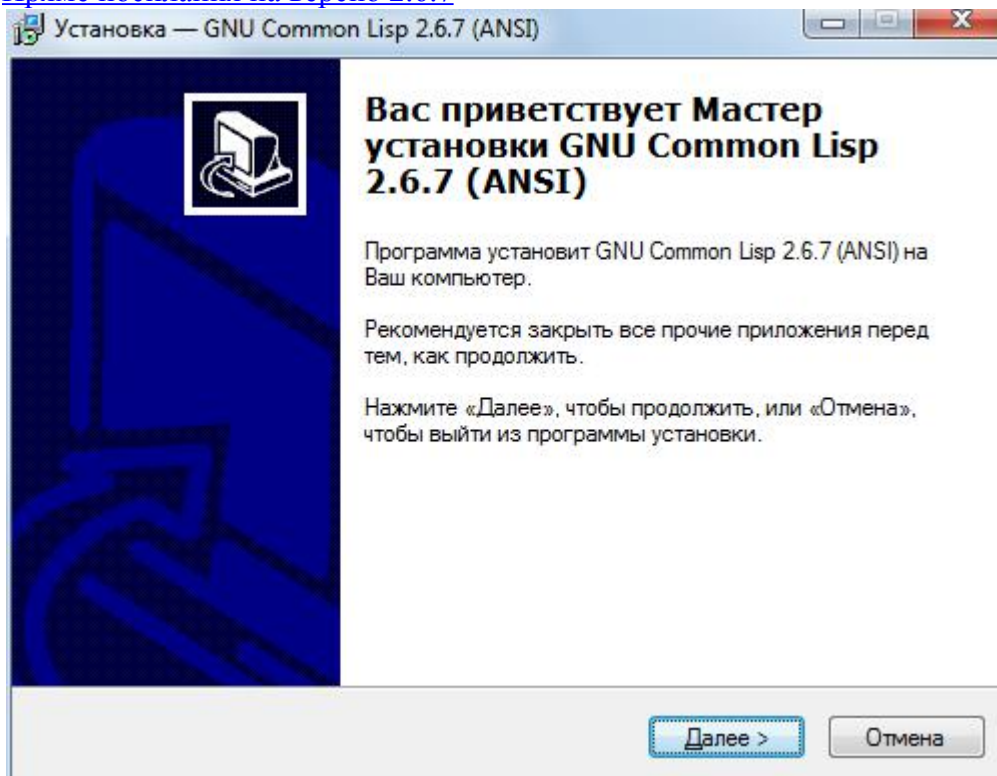 Установка — GNU Common Lisp 2.6.7 (ANSI)
Вас приветствует Мастер
установки GNU Common Lisp
2.6.7 (ANSI)
Программа установит GNU Common Lisp 2.6.7 (ANSI) на
Ваш компьютер.
Рекомендуется закрыть все прочие приложения перед
тем, как продолжить.
Нажмите «Далее», чтобы продолжить, или «Отмена»,
чтобы выйти из программы установки.
Далее >
Отмена